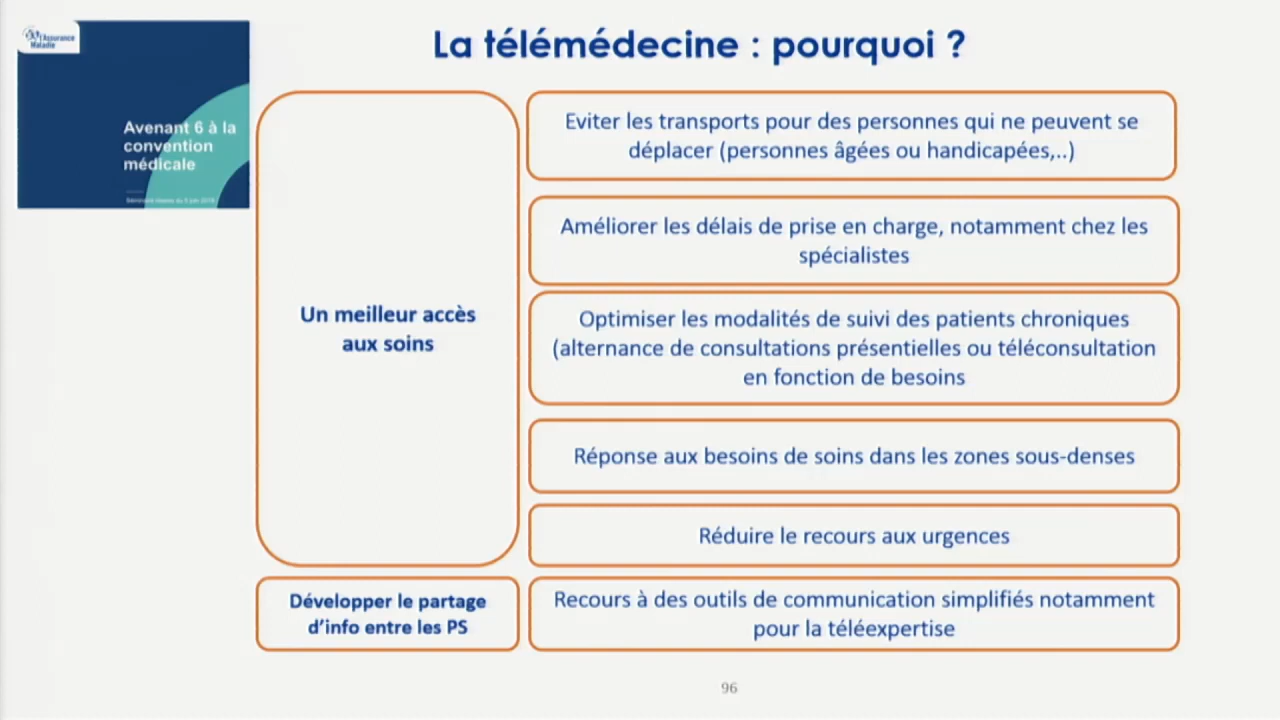 l'Assurance
Maladie
Avenant 6 à la
convention
médicale
La télémédecine : pourquoi ?
Un meilleur accès
aux soins
Eviter les transports pour des personnes qui ne peuvent se
déplacer (personnes âgées ou handicapées,..)
Améliorer les délais de prise en charge, notamment chez les
spécialistes
Optimiser les modalités de suivi des patients chroniques
(alternance de consultations présentielles ou téléconsultation
en fonction de besoins
Réponse aux besoins de soins dans les zones sous-denses
Réduire le recours aux urgences
Développer le partage
d'info entre les PS
Recours à des outils de communication simplifiés notamment
pour la téléexpertise
96